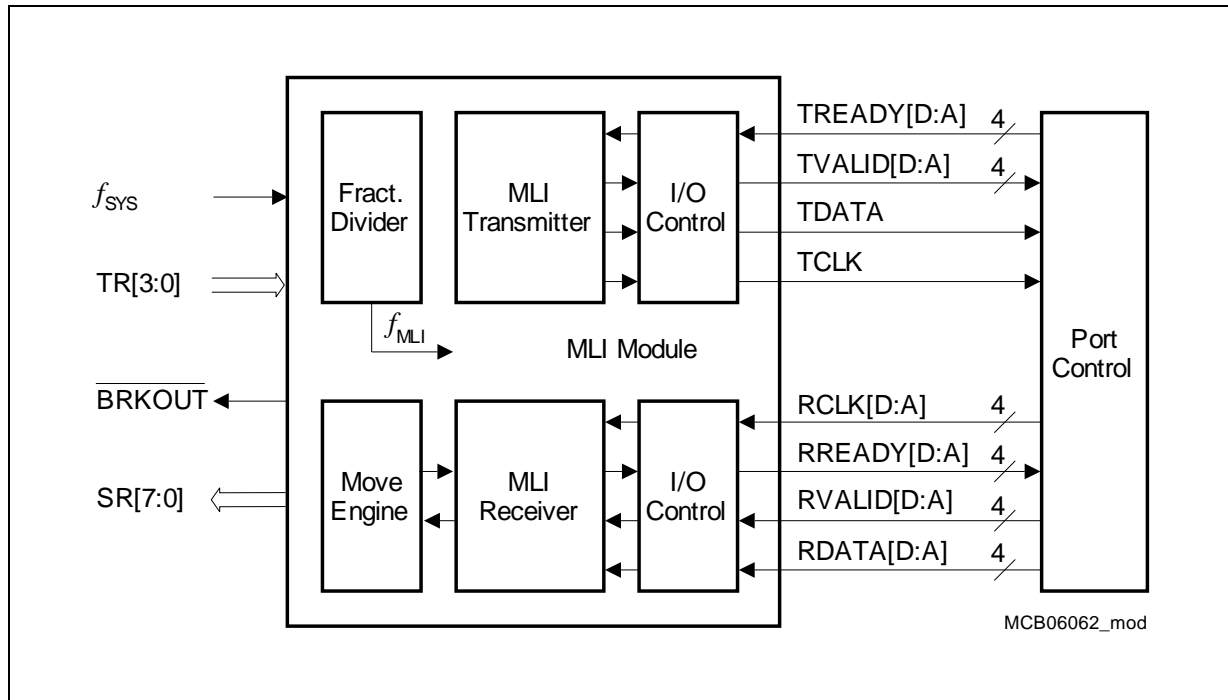 TREADY[D:A] 4
TVALID[D:A] 4
TDATA
TCLK
fSYS
TR[3:0]
BRKOUT
SR[7:0]
Fract.
Divider
MLI
Transmitter
I/O
Control
fMLI
MLI Module
Move
Engine
MLI
Receiver
I/O
Control
RCLK[D:A] 4
RREADY[D:A] 4
RVALID[D:A] 4
RDATA[D:A] 4
Port
Control
MCB06062_mod